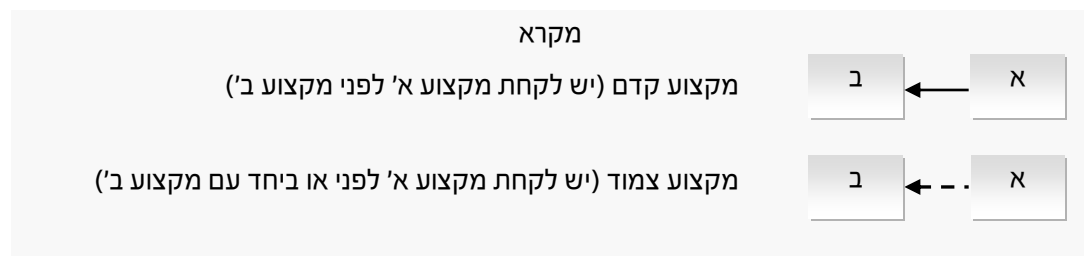 מקרא
א ב מקצוע קדם (יש לקחת מקצוע א' לפני מקצוע ב')
א ב מקצוע צמוד (יש לקחת מקצוע א' לפני או ביחד עם מקצוע ב')